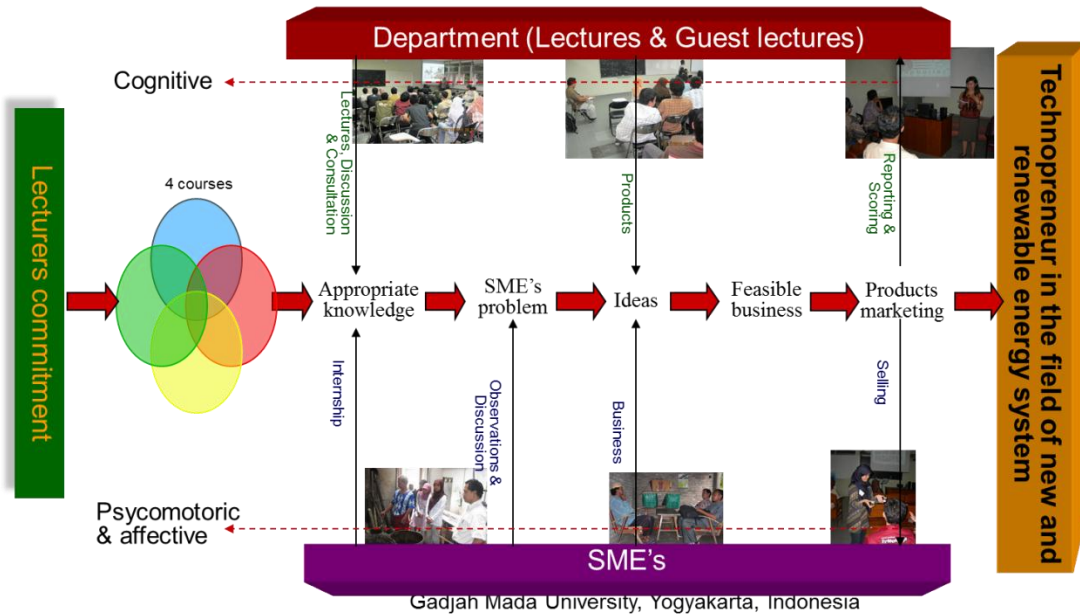 Department (Lectures & Guest lectures)
Cognitive
Lectures, Discussion
& Consultation
Products
Reporting &
Scoring
Lecturers commitment
4 courses
Appropriate
knowledge
SME's
problem
Ideas
Feasible
business
Products
marketing
Technopreneur in the field of new and
renewable energy system
Internship
Observations &
Discussion
Business
Selling
Psycomotoric
& affective
SME's
Gadjah Mada University, Yogyakarta, Indonesia